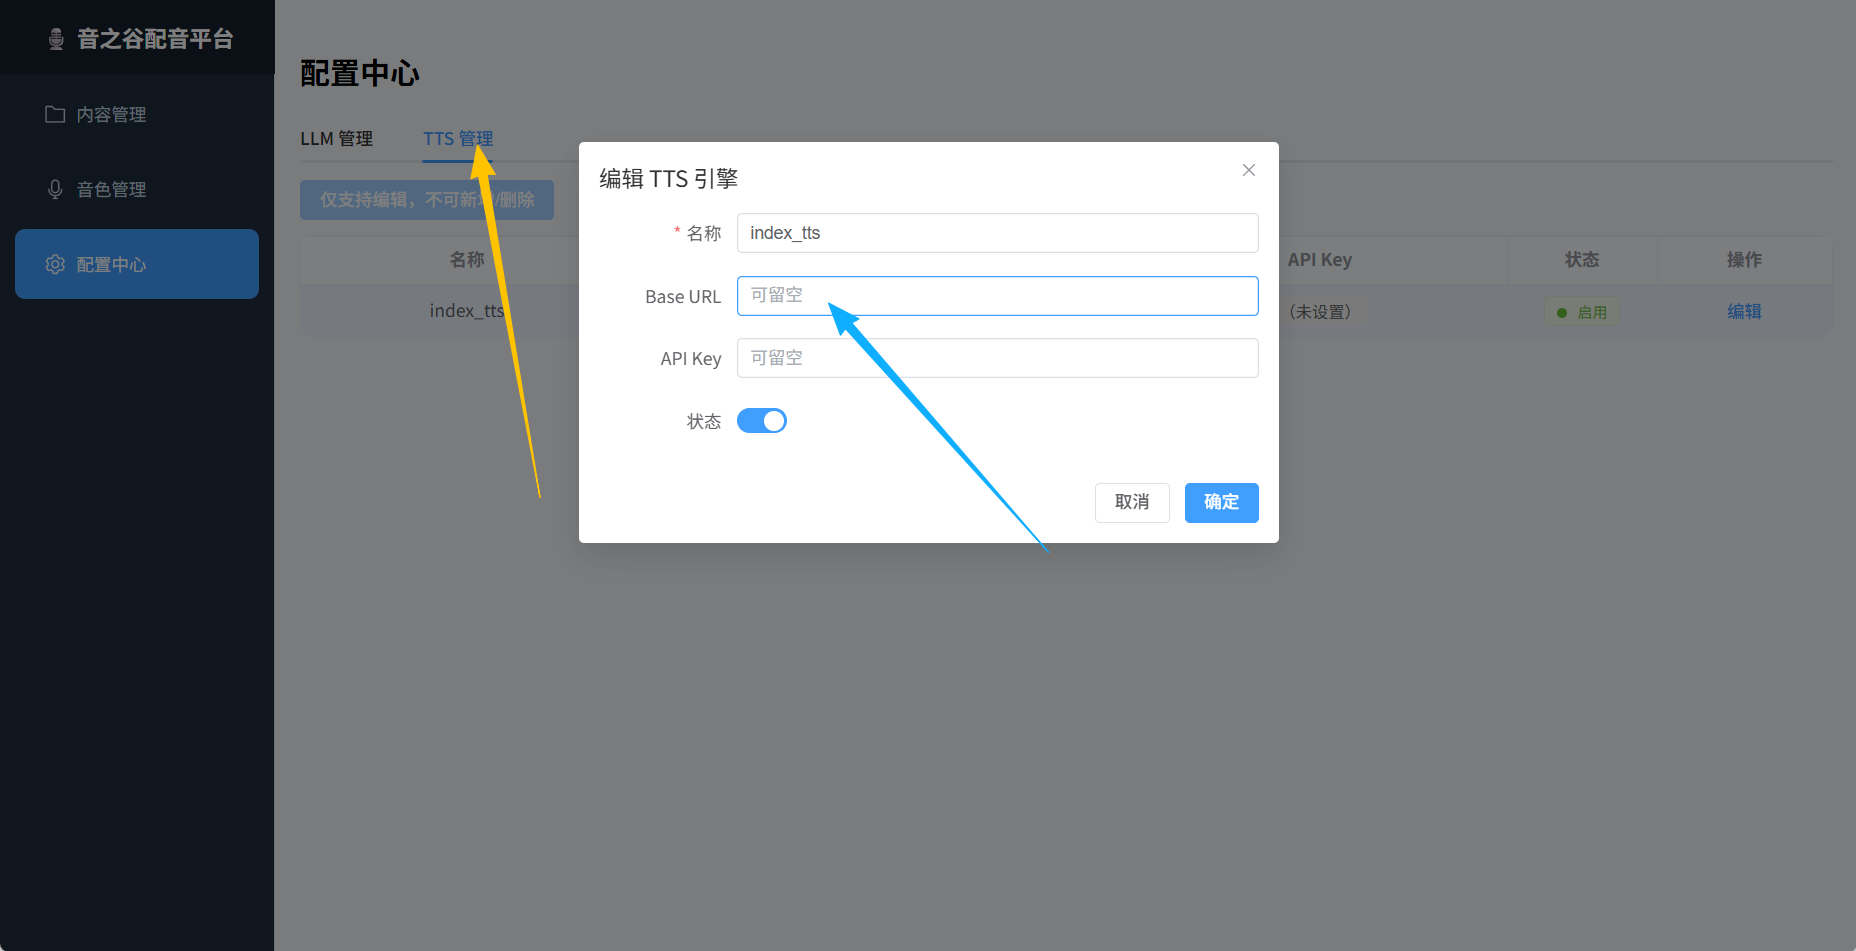 音之谷配音平台
内容管理
音色管理
配置中心
配置中心
LLM 管理
TTS 管理
仅支持编辑，不可新增/删除
名称
API Key
状态
操作
index_tts
（未设置）
启用
编辑
编辑 TTS 引擎
* 名称
index_tts
Base URL
可留空
API Key
可留空
状态
取消
确定